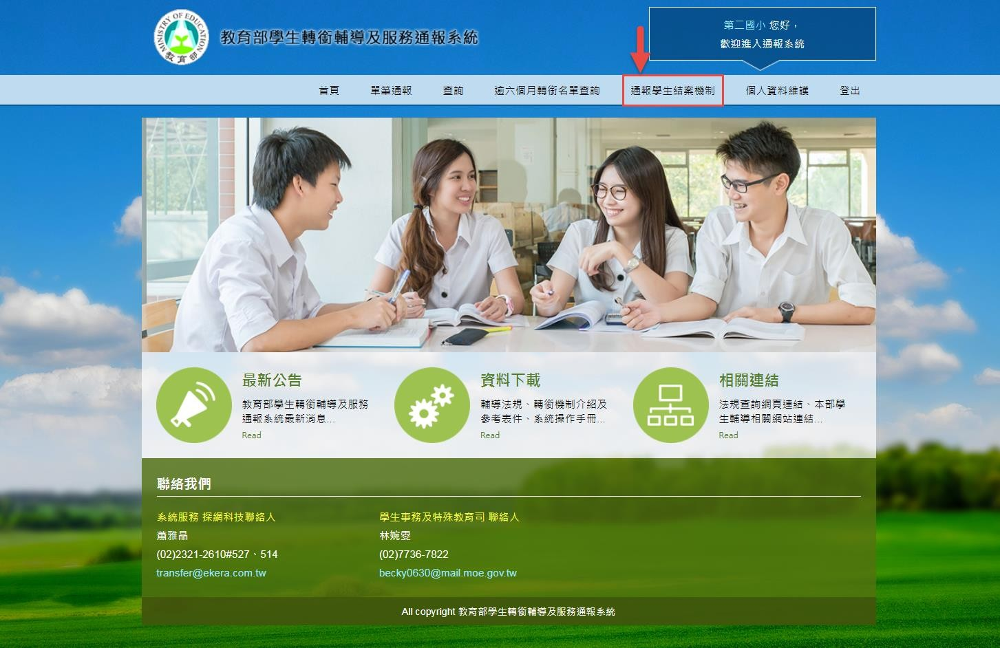 MINISTRY OF EDUCATION
教育部
教育部學生轉銜輔導及服務通報系統
第二國小 您好，
歡迎進入通報系統
首頁 單筆通報 查詢 逾六個月轉銜名單查詢 通報學生結案機制 個人資料維護 登出
最新公告
教育部學生轉銜輔導及服務
通報系統最新消息...
Read
資料下載
輔導法規、轉銜機制介紹及
參考表件、系統操作手冊...
Read
相關連結
法規查詢網頁連結、本部學
生輔導相關網站連結...
Read
聯絡我們
系統服務 探網科技聯絡人
蕭雅晶
(02)2321-2610#527、514
transfer@ekera.com.tw
學生事務及特殊教育司 聯絡人
林婉雯
(02)7736-7822
becky0630@mail.moe.gov.tw
All copyright 教育部學生轉銜輔導及服務通報系統